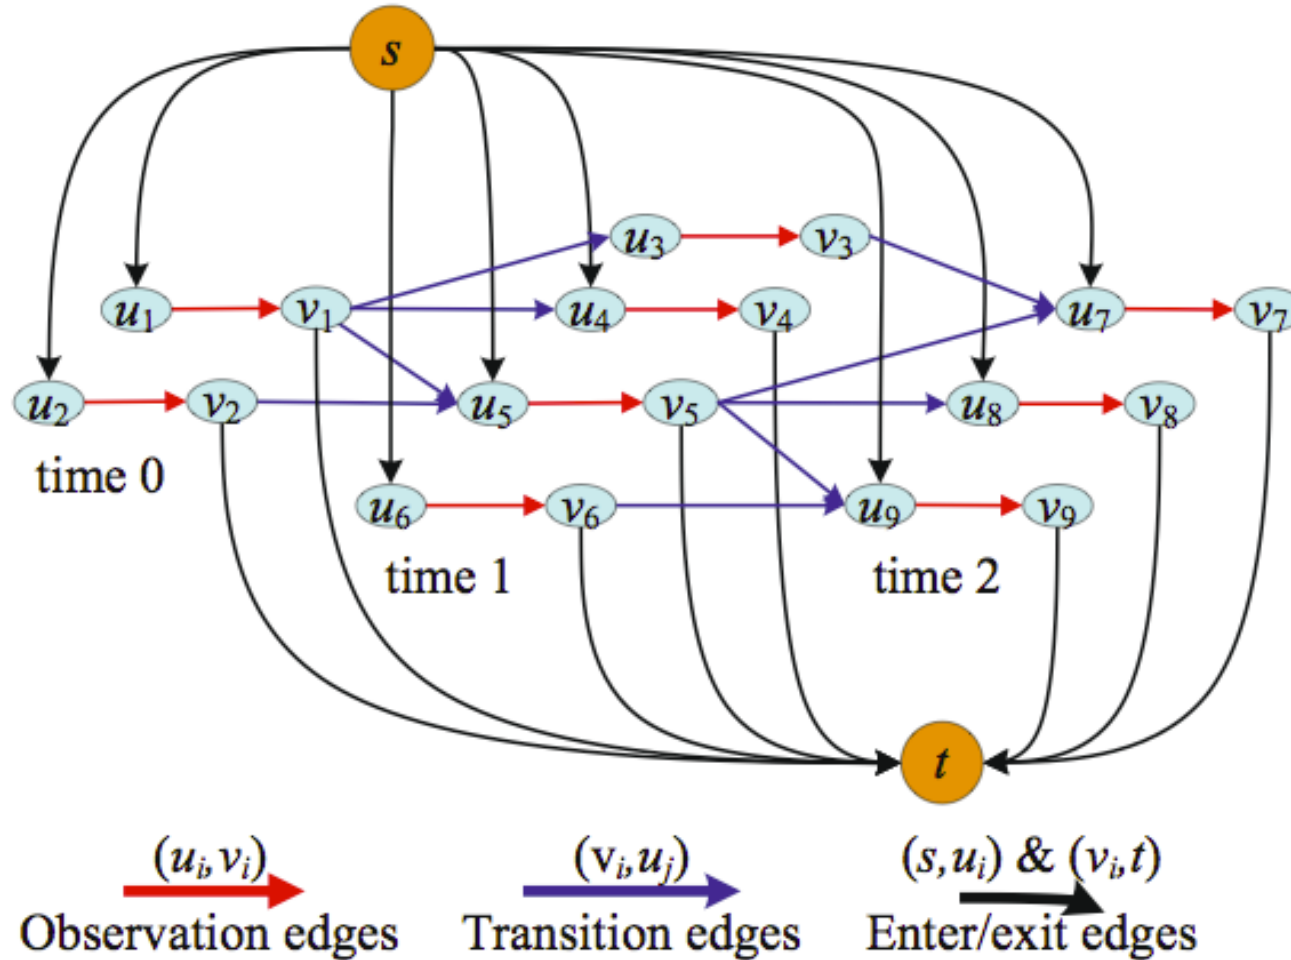 s
u₃ v₃
u₁ v₁ u₄ v₄ u₇ v₇
u₂ v₂ u₅ v₅ u₈ v₈
time 0
u₆ v₆ u₉ v₉
time 1 time 2
t
(uᵢ,vᵢ) (vᵢ,uⱼ) (s,uᵢ) & (vᵢ,t)
Observation edges Transition edges Enter/exit edges